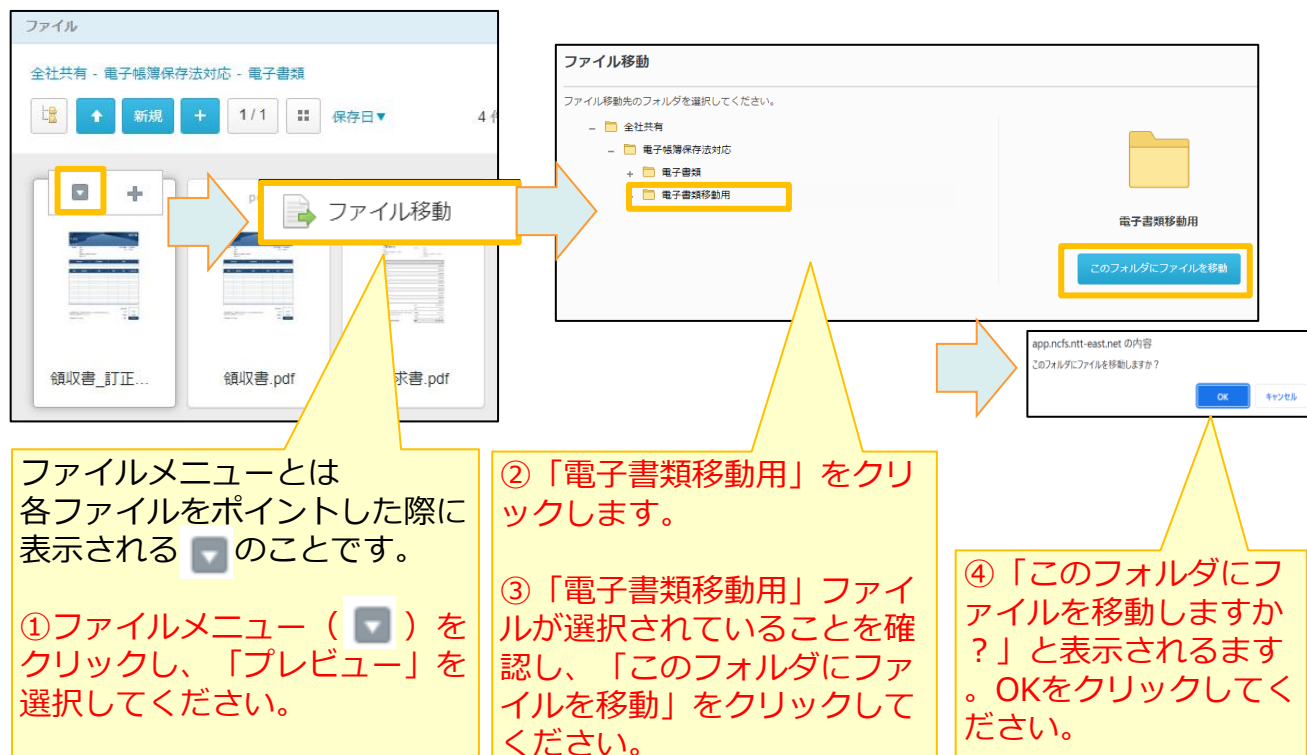 ファイル
全社共有 - 電子帳簿保存法対応 - 電子書類
新規
+
1 / 1
保存日▼
4
ファイル移動
領収書_訂正...
領収書.pdf
求書.pdf
ファイル移動
ファイル移動先のフォルダを選択してください。
全社共有
電子帳簿保存法対応
電子書類
電子書類移動用
電子書類移動用
このフォルダにファイルを移動
app.ncfs.ntt-east.net の内容
このフォルダにファイルを移動しますか？
OK キャンセル
ファイルメニューとは
各ファイルをポイントした際に
表示される のことです。
①ファイルメニュー（ ）を
クリックし、「プレビュー」を
選択してください。
②「電子書類移動用」をクリ
ックします。
③「電子書類移動用」ファイ
ルが選択されていることを確
認し、「このフォルダにファ
イルを移動」をクリックして
ください。
④「このフォルダにフ
ァイルを移動しますか
？」と表示されるます
。OKをクリックしてく
ださい。